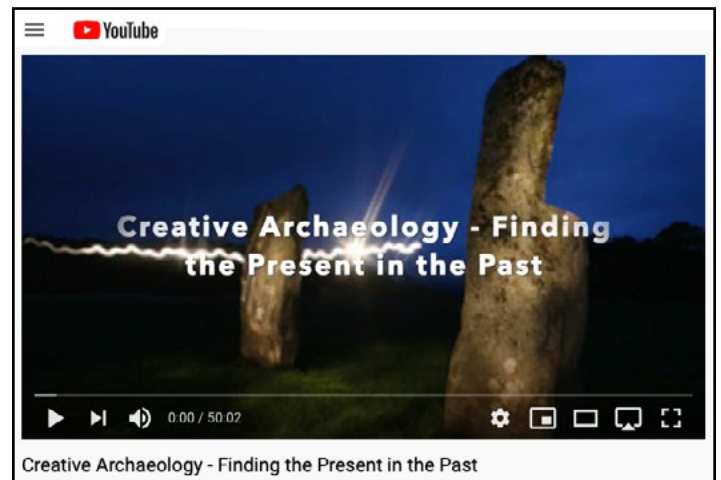 YouTube
Creative Archaeology - Finding
the Present in the Past
0:00 / 50:02
Creative Archaeology - Finding the Present in the Past